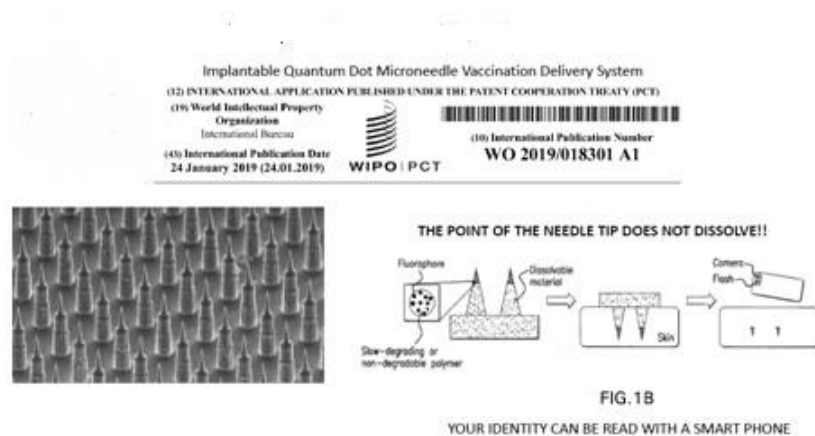 Implantable Quantum Dot Microneedle Vaccination Delivery System
(12) INTERNATIONAL APPLICATION PUBLISHED UNDER THE PATENT COOPERATION TREATY (PCT)
(19) World Intellectual Property
Organization
International Bureau
(43) International Publication Date
24 January 2019 (24.01.2019)
WIPO | PCT
(10) International Publication Number
WO 2019/018301 A1
THE POINT OF THE NEEDLE TIP DOES NOT DISSOLVE!!
Fluorophore
Dissolvable
material
Slow-degrading or
non-degradable polymer
Skin
Camera
Flash
FIG.1B
YOUR IDENTITY CAN BE READ WITH A SMART PHONE